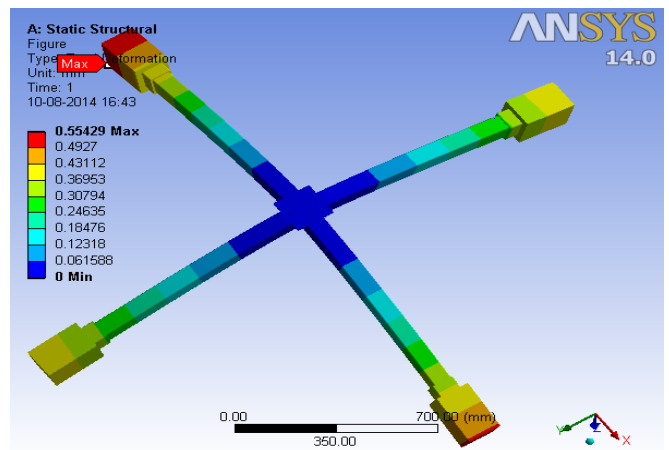 A: Static Structural
Figure
Type: Deformation
Unit: mm
Time: 1
10-08-2014 16:43
Max
0.55429 Max
0.4927
0.43112
0.36953
0.30794
0.24635
0.18476
0.12318
0.061588
0 Min
ANSYS
14.0
0.00 700.00 (mm)
350.00
Y Z X